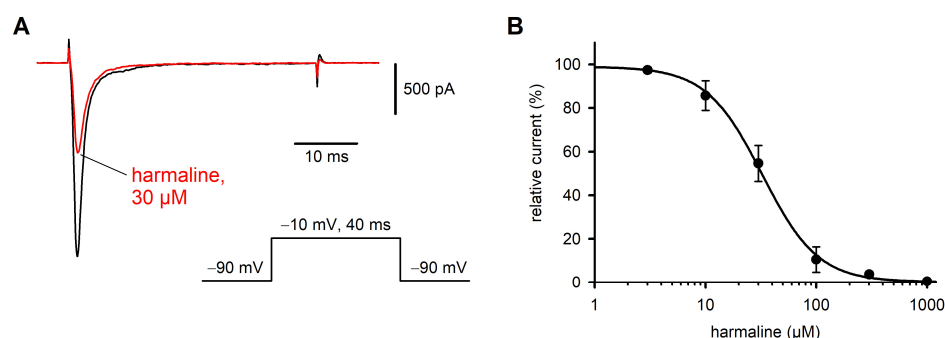 A
500 pA
10 ms
harmaline,
30 µM
−10 mV, 40 ms
−90 mV
−90 mV
B
100
80
60
40
20
0
relative current (%)
1
10
100
1000
harmaline (µM)